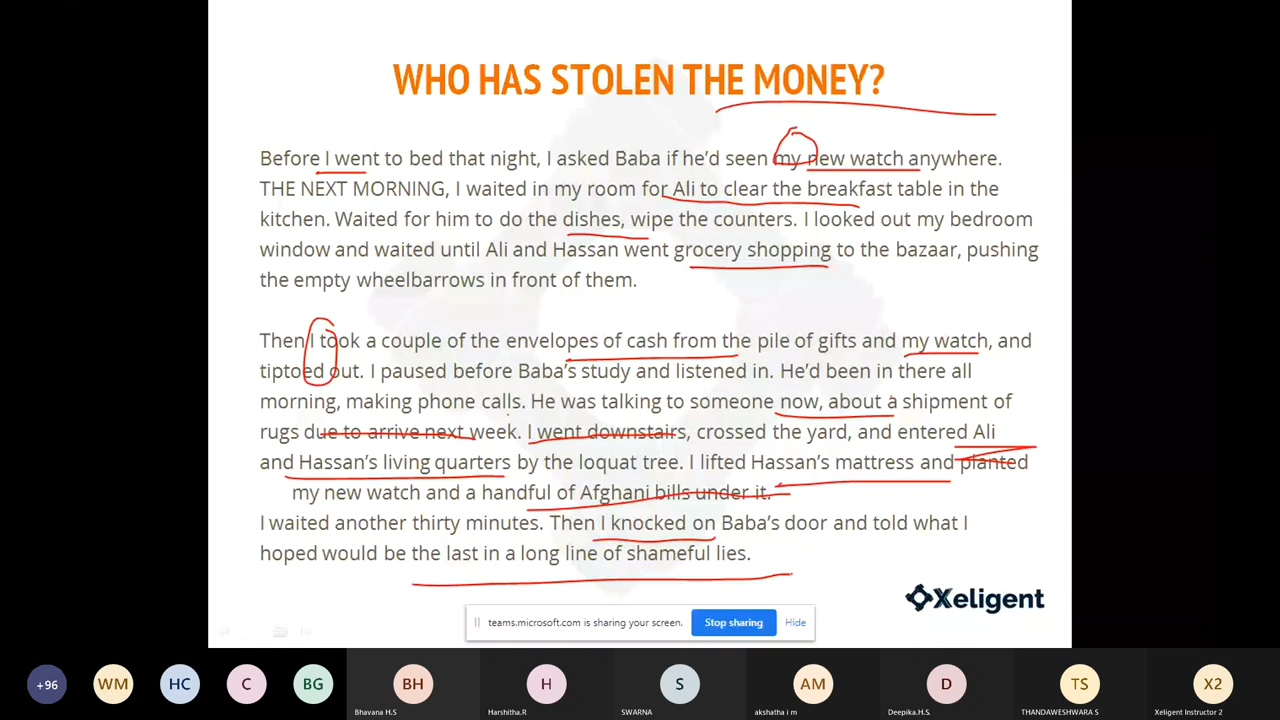 WHO HAS STOLEN THE MONEY?
Before I went to bed that night, I asked Baba if he'd seen my new watch anywhere.
THE NEXT MORNING, I waited in my room for Ali to clear the breakfast table in the
kitchen. Waited for him to do the dishes, wipe the counters. I looked out my bedroom
window and waited until Ali and Hassan went grocery shopping to the bazaar, pushing
the empty wheelbarrows in front of them.
Then I took a couple of the envelopes of cash from the pile of gifts and my watch, and
tiptoed out. I paused before Baba's study and listened in. He'd been in there all
morning, making phone calls. He was talking to someone now, about a shipment of
rugs due to arrive next week. I went downstairs, crossed the yard, and entered Ali
and Hassan's living quarters by the loquat tree. I lifted Hassan's mattress and planted
my new watch and a handful of Afghani bills under it.
I waited another thirty minutes. Then I knocked on Baba's door and told what I
hoped would be the last in a long line of shameful lies.
Xeligent
teams.microsoft.com is sharing your screen. Stop sharing Hide
+96 WM HC C BG BH H S AM D TS X2
Bhavana H.S Harshitha.R SWARNA akshatha i m Deepika.H.S. THANDAWESHWARA S Xeligent Instructor 2